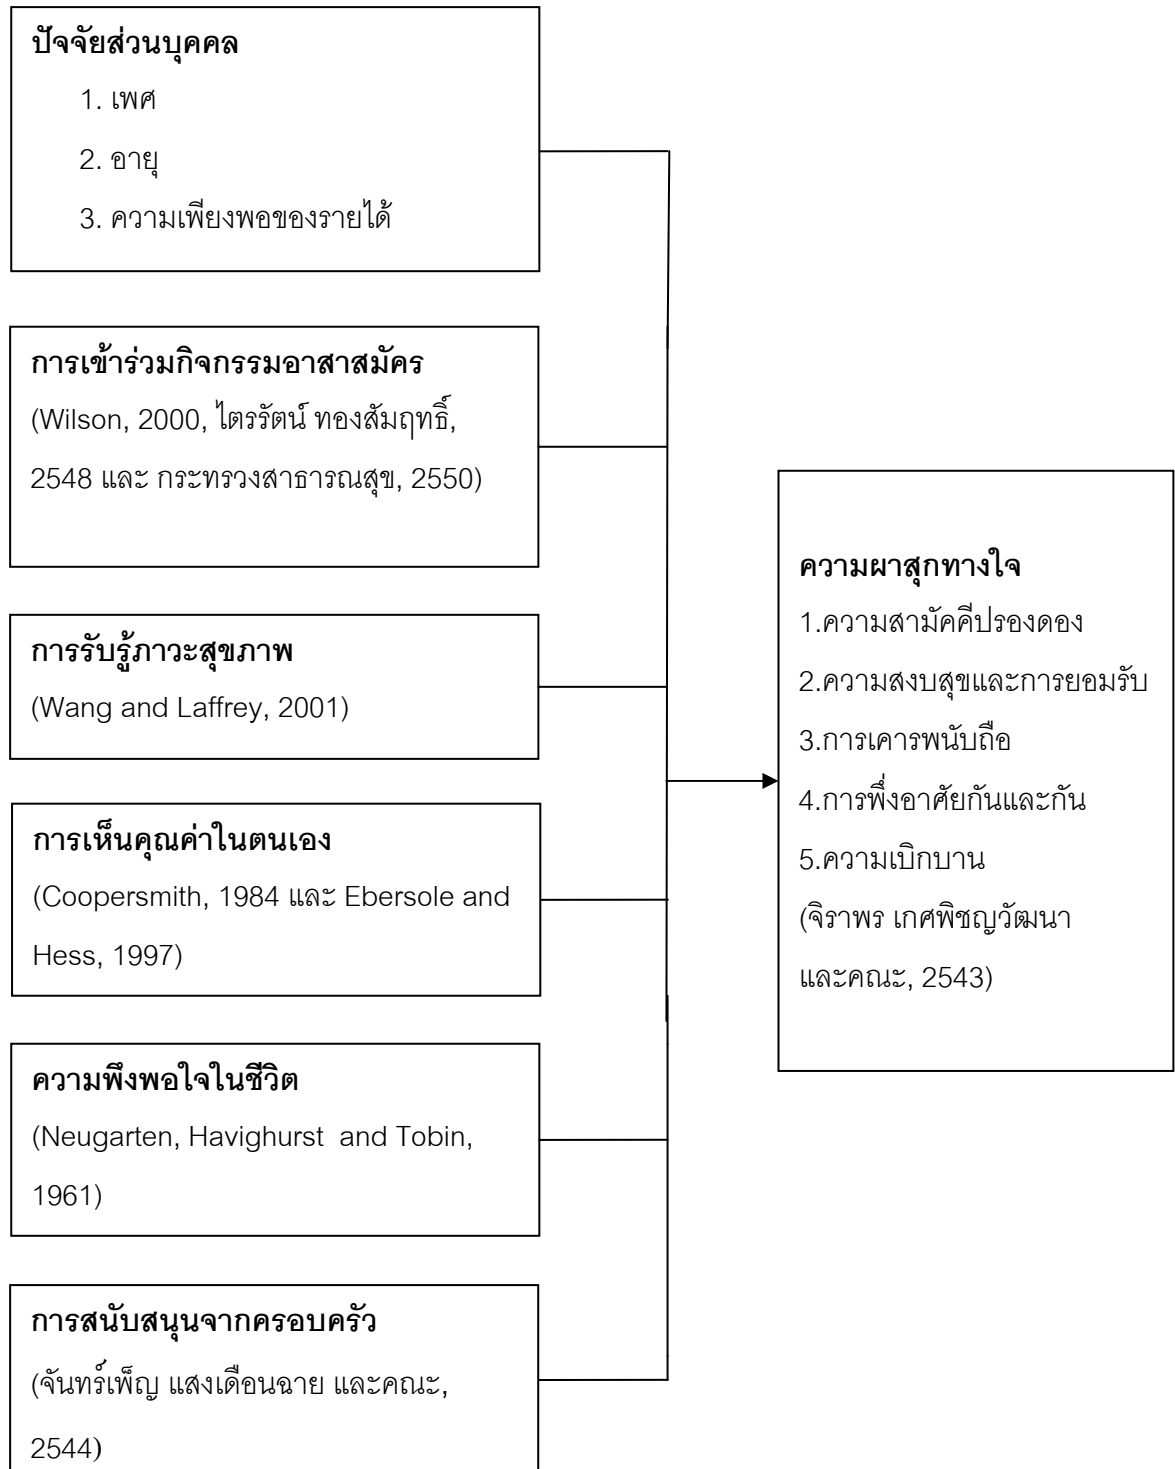 ปัจจัยส่วนบุคคล
1. เพศ
2. อายุ
3. ความเพียงพอของรายได้
การเข้าร่วมกิจกรรมอาสาสมัคร
(Wilson, 2000, ไตรรัตน์ ทองสัมฤทธิ์,
2548 และ กระทรวงสาธารณสุข, 2550)
การรับรู้ภาวะสุขภาพ
(Wang and Laffrey, 2001)
การเห็นคุณค่าในตนเอง
(Coopersmith, 1984 และ Ebersole and
Hess, 1997)
ความพึงพอใจในชีวิต
(Neugarten, Havighurst and Tobin,
1961)
การสนับสนุนจากครอบครัว
(จันทร์เพ็ญ แสงเดือนฉาย และคณะ,
2544)
ความผาสุกทางใจ
1.ความสามัคคีปรองดอง
2.ความสงบสุขและการยอมรับ
3.การเคารพนับถือ
4.การพึ่งอาศัยกันและกัน
5.ความเบิกบาน
(จิราพร เกศพิชญวัฒนา
และคณะ, 2543)